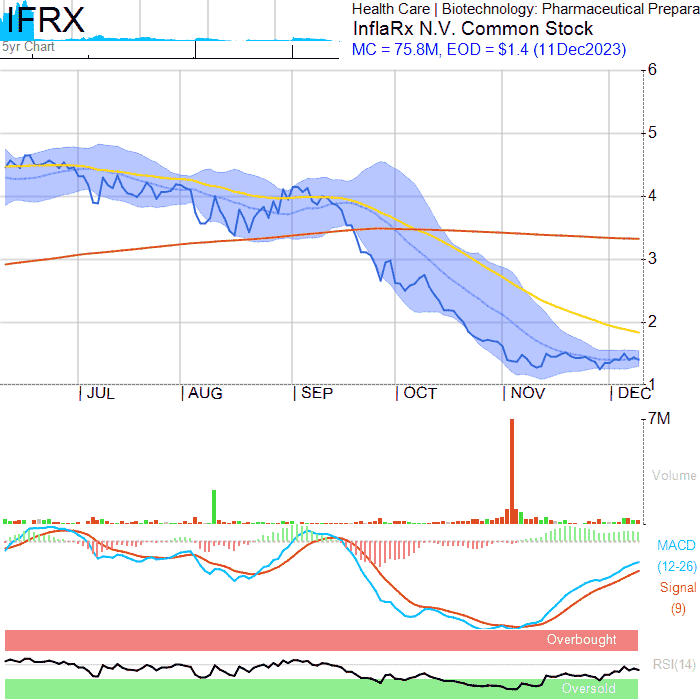 IFRX
5yr Chart
Health Care | Biotechnology: Pharmaceutical Prepara
InflaRx N.V. Common Stock
MC = 75.8M, EOD = $1.4 (11Dec2023)
6
5
4
3
2
1
JUL
AUG
SEP
OCT
NOV
DEC
7M
Volume
MACD
(12-26)
Signal
(9)
Overbought
RSI(14)
Oversold